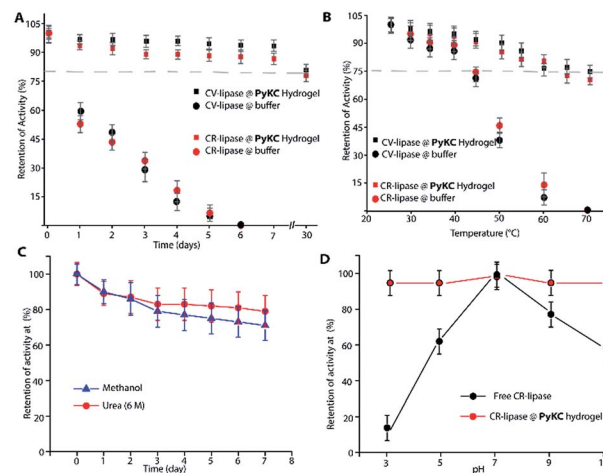 A
Retention of Activity (%)
105
90
75
60
45
30
15
CV-lipase @ PyKC Hydrogel
CV-lipase @ buffer
CR-lipase @ PyKC Hydrogel
CR-lipase @ buffer
0 1 2 3 4 5 6 7 30
Time (days)
B
Retention of Activity (%)
105
90
75
60
45
30
15
CV-lipase @ PyKC Hydrogel
CV-lipase @ buffer
CR-lipase @ PyKC Hydrogel
CR-lipase @ buffer
20 30 40 50 60 70
Temperature (°C)
C
Retention of activity at (%)
100
80
60
40
20
0
Methanol
Urea (6 M)
0 1 2 3 4 5 6 7 8
Time (day)
D
Retention of activity at (%)
100
80
60
40
20
0
Free CR-lipase
CR-lipase @ PyKC hydrogel
3 5 7 9 1
pH